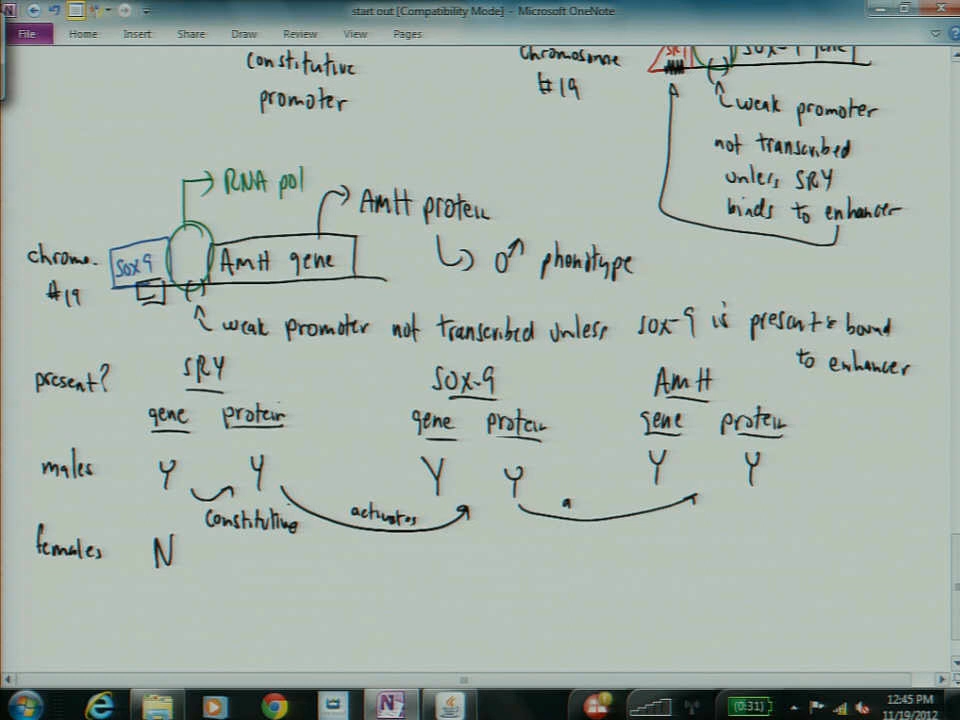 start out [Compatibility Mode] - Microsoft OneNote
File Home Insert Share Draw Review View Pages
constitutive
promoter
chromosome
#19
weak promoter
not transcribed
unless SRY
binds to enhancer
RNA pol
AmH protein
chromo.
#19
sox9
AmH gene
♂ phenotype
weak promoter not transcribed unless sox-9 is present & bound
to enhancer
present?
SRY
SOX-9
AmH
gene protein gene protein gene protein
males Y Y Y Y Y Y
constitutive
activates
a
females N
(0:31)
12:45 PM
11/19/2012